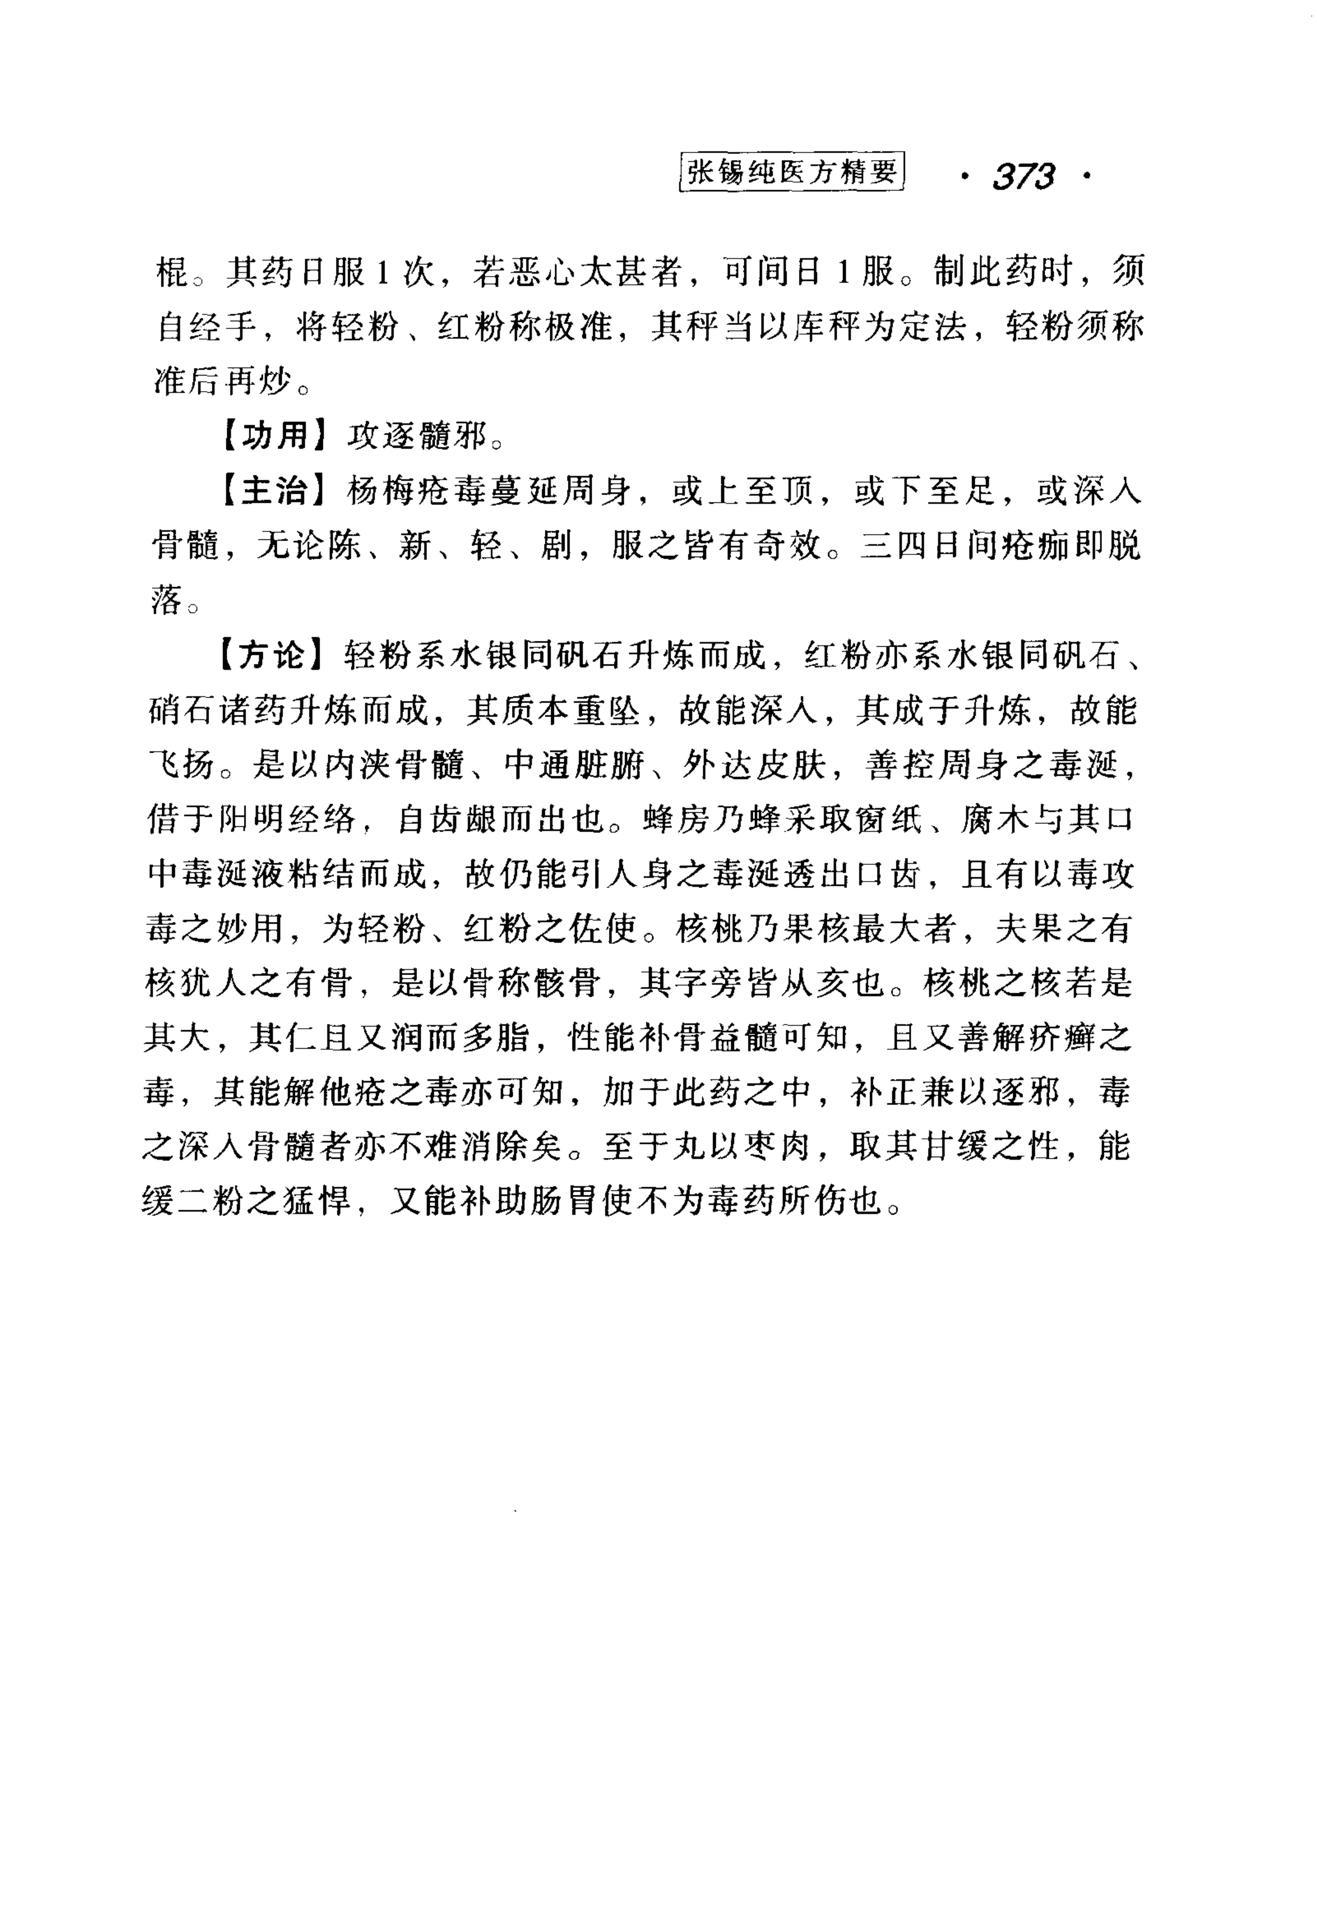 张锡纯医方精要 · 373 ·
棍。其药日服1次，若恶心太甚者，可间日1服。制此药时，须
自经手，将轻粉、红粉称极准，其秤当以库秤为定法，轻粉须称
准后再炒。
【功用】攻逐髓邪。
【主治】杨梅疮毒蔓延周身，或上至顶，或下至足，或深入
骨髓，无论陈、新、轻、剧，服之皆有奇效。三四日间疮痂即脱
落。
【方论】轻粉系水银同矾石升炼而成，红粉亦系水银同矾石、
硝石诸药升炼而成，其质本重坠，故能深入，其成于升炼，故能
飞扬。是以内浃骨髓、中通脏腑、外达皮肤，善控周身之毒涎，
借于阳明经络，自齿龈而出也。蜂房乃蜂采取窗纸、腐木与其口
中毒涎液粘结而成，故仍能引人身之毒涎透出口齿，且有以毒攻
毒之妙用，为轻粉、红粉之佐使。核桃乃果核最大者，夫果之有
核犹人之有骨，是以骨称骸骨，其字旁皆从亥也。核桃之核若是
其大，其仁且又润而多脂，性能补骨益髓可知，且又善解疥癣之
毒，其能解他疮之毒亦可知，加于此药之中，补正兼以逐邪，毒
之深入骨髓者亦不难消除矣。至于丸以枣肉，取其甘缓之性，能
缓二粉之猛悍，又能补助肠胃使不为毒药所伤也。